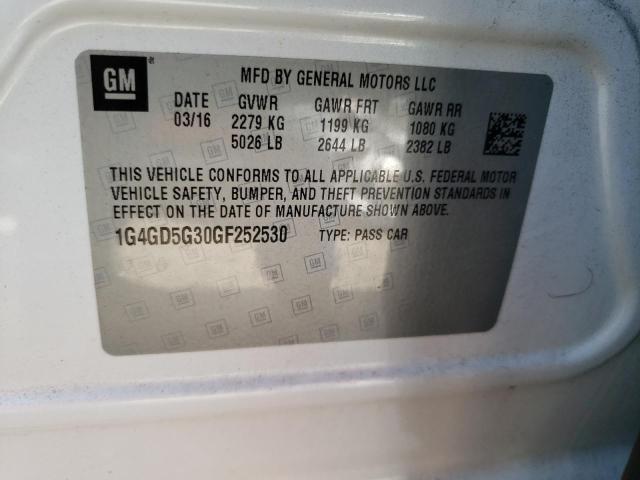 GM
MFD BY GENERAL MOTORS LLC
DATE GVWR GAWR FRT GAWR RR
03/16 2279 KG 1199 KG 1080 KG
5026 LB 2644 LB 2382 LB
THIS VEHICLE CONFORMS TO ALL APPLICABLE U.S. FEDERAL MOTOR
VEHICLE SAFETY, BUMPER, AND THEFT PREVENTION STANDARDS IN
EFFECT ON THE DATE OF MANUFACTURE SHOWN ABOVE.
1G4GD5G30GF252530 TYPE: PASS CAR